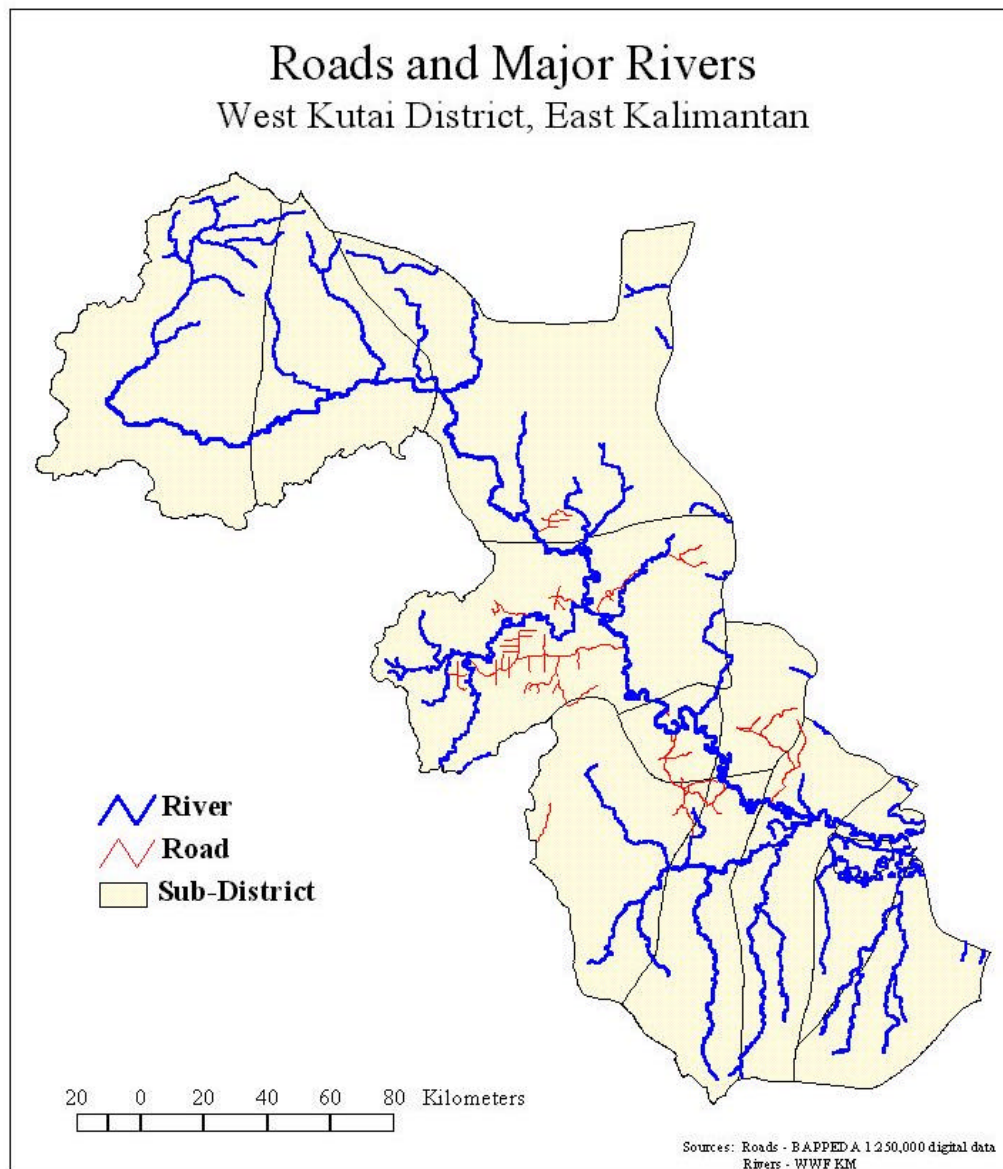 Roads and Major Rivers
West Kutai District, East Kalimantan
River
Road
Sub-District
20 0 20 40 60 80 Kilometers
Sources: Roads - BAPPEDA 1:250,000 digital data
Rivers - WWF KM